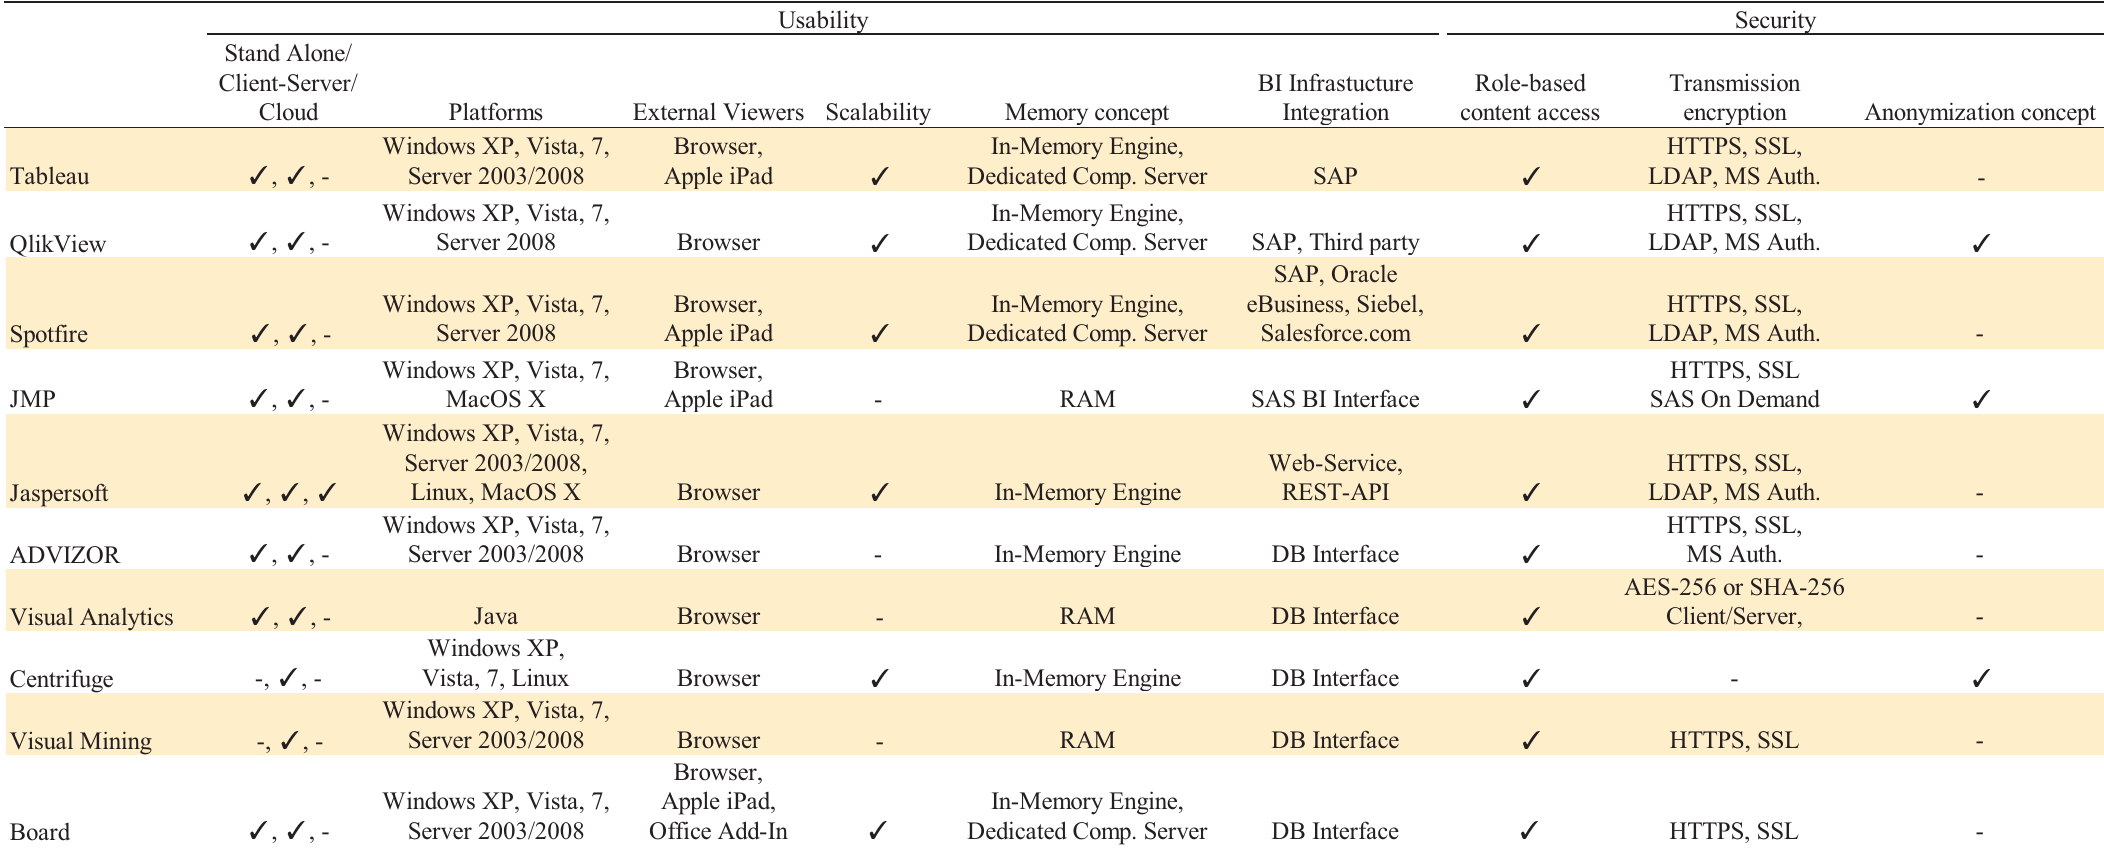 Usability Security
Stand Alone/
Client-Server/ BI Infrastucture Role-based Transmission
Cloud Platforms External Viewers Scalability Memory concept Integration content access encryption Anonymization concept
Windows XP, Vista, 7, Browser, In-Memory Engine, HTTPS, SSL,
Tableau ✓, ✓, - Server 2003/2008 Apple iPad ✓ Dedicated Comp. Server SAP ✓ LDAP, MS Auth. -
Windows XP, Vista, 7, In-Memory Engine, HTTPS, SSL,
QlikView ✓, ✓, - Server 2008 Browser ✓ Dedicated Comp. Server SAP, Third party ✓ LDAP, MS Auth. ✓
SAP, Oracle
Windows XP, Vista, 7, Browser, In-Memory Engine, eBusiness, Siebel, HTTPS, SSL,
Spotfire ✓, ✓, - Server 2008 Apple iPad ✓ Dedicated Comp. Server Salesforce.com ✓ LDAP, MS Auth. -
Windows XP, Vista, 7, Browser, HTTPS, SSL
JMP ✓, ✓, - MacOS X Apple iPad - RAM SAS BI Interface ✓ SAS On Demand ✓
Windows XP, Vista, 7,
Server 2003/2008, Web-Service, HTTPS, SSL,
Jaspersoft ✓, ✓, ✓ Linux, MacOS X Browser ✓ In-Memory Engine REST-API ✓ LDAP, MS Auth. -
Windows XP, Vista, 7, HTTPS, SSL,
ADVIZOR ✓, ✓, - Server 2003/2008 Browser - In-Memory Engine DB Interface ✓ MS Auth. -
AES-256 or SHA-256
Visual Analytics ✓, ✓, - Java Browser - RAM DB Interface ✓ Client/Server, -
Windows XP,
Centrifuge -, ✓, - Vista, 7, Linux Browser ✓ In-Memory Engine DB Interface ✓ - ✓
Windows XP, Vista, 7,
Visual Mining -, ✓, - Server 2003/2008 Browser - RAM DB Interface ✓ HTTPS, SSL -
Browser,
Windows XP, Vista, 7, Apple iPad, In-Memory Engine,
Board ✓, ✓, - Server 2003/2008 Office Add-In ✓ Dedicated Comp. Server DB Interface ✓ HTTPS, SSL -